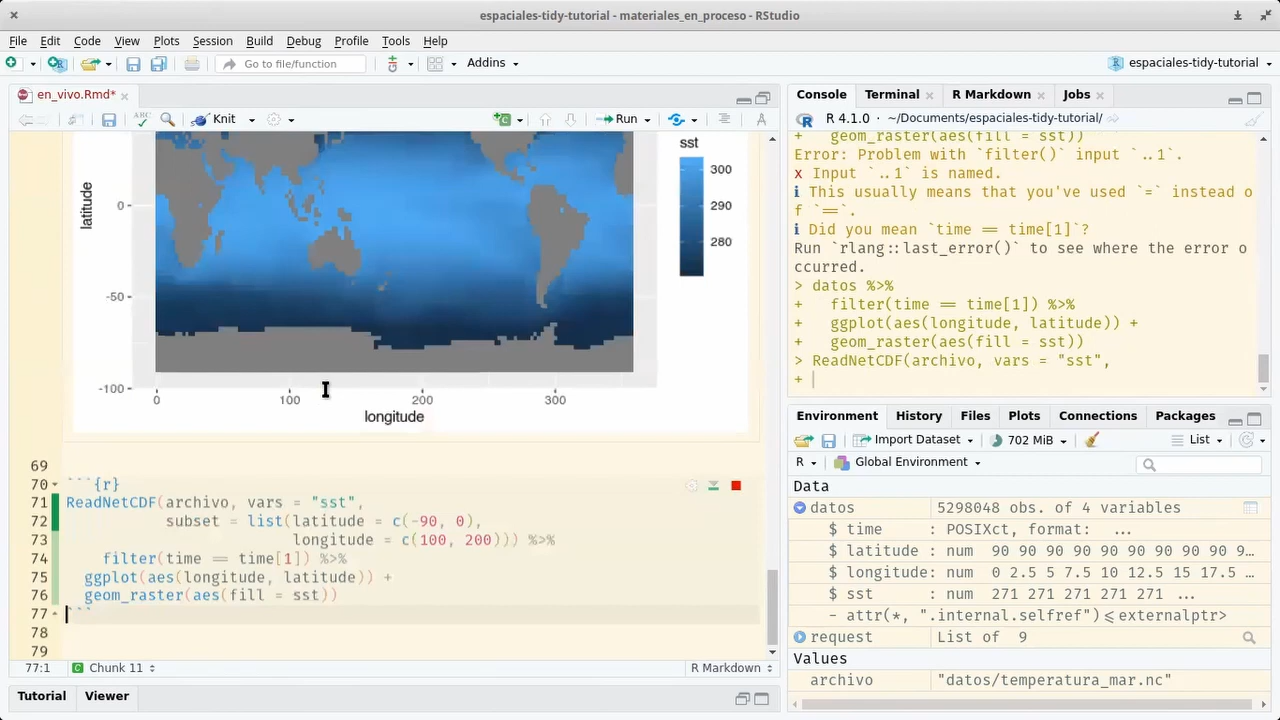 espaciales-tidy-tutorial - materiales_en_proceso - RStudio
File Edit Code View Plots Session Build Debug Profile Tools Help
Go to file/function Addins espaciales-tidy-tutorial
en_vivo.Rmd*
ABC Knit Run
latitude
0
-50
-100
0 100 200 300
longitude
sst
300
290
280
69
70 ```{r}
71 ReadNetCDF(archivo, vars = "sst",
72 subset = list(latitude = c(-90, 0),
73 longitude = c(100, 200))) %>%
74 filter(time == time[1]) %>%
75 ggplot(aes(longitude, latitude)) +
76 geom_raster(aes(fill = sst))
77 ```
78
79
77:1 Chunk 11 R Markdown
Tutorial Viewer
Console Terminal R Markdown Jobs
R 4.1.0 · ~/Documents/espaciales-tidy-tutorial/
+ geom_raster(aes(fill = sst))
Error: Problem with `filter()` input `..1`.
x Input `..1` is named.
ℹ This usually means that you've used `=` instead o
f `==`.
ℹ Did you mean `time == time[1]`?
Run `rlang::last_error()` to see where the error o
ccurred.
> datos %>%
+ filter(time == time[1]) %>%
+ ggplot(aes(longitude, latitude)) +
+ geom_raster(aes(fill = sst))
> ReadNetCDF(archivo, vars = "sst",
+
Environment History Files Plots Connections Packages
Import Dataset 702 MiB List
R Global Environment
Data
datos 5298048 obs. of 4 variables
$ time : POSIXct, format: ...
$ latitude : num 90 90 90 90 90 90 90 90 90 9...
$ longitude: num 0 2.5 5 7.5 10 12.5 15 17.5 ...
$ sst : num 271 271 271 271 271 ...
- attr(*, ".internal.selfref")<=<externalptr>
request List of 9
Values
archivo "datos/temperatura_mar.nc"